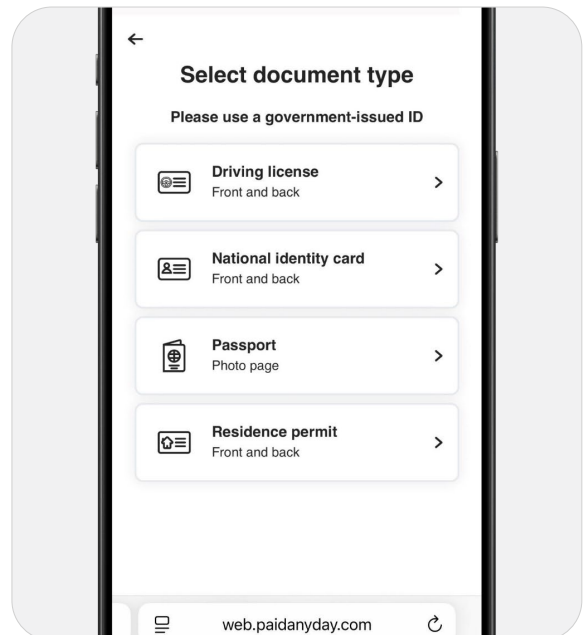 Select document type
Please use a government-issued ID
Driving license
Front and back
National identity card
Front and back
Passport
Photo page
Residence permit
Front and back
web.paidanyday.com